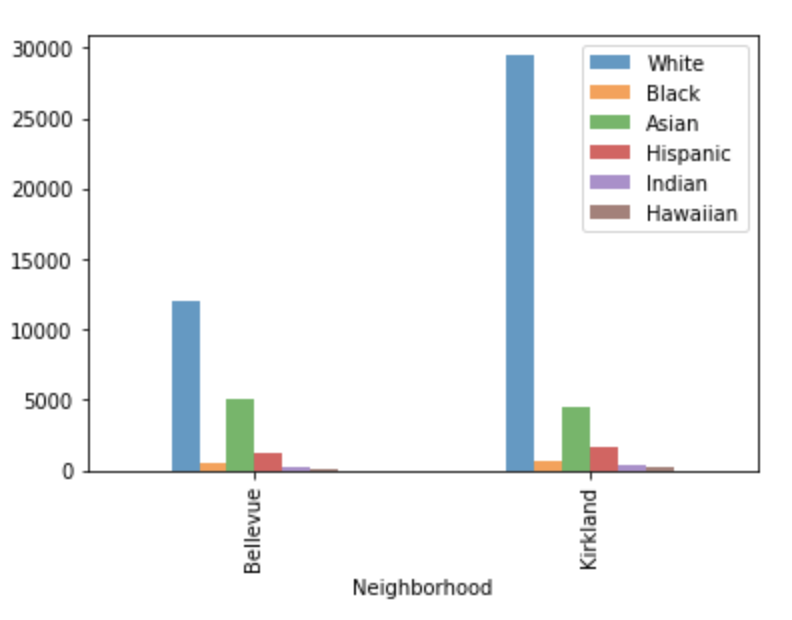 30000
25000
20000
15000
10000
5000
0
White
Black
Asian
Hispanic
Indian
Hawaiian
Bellevue
Kirkland
Neighborhood